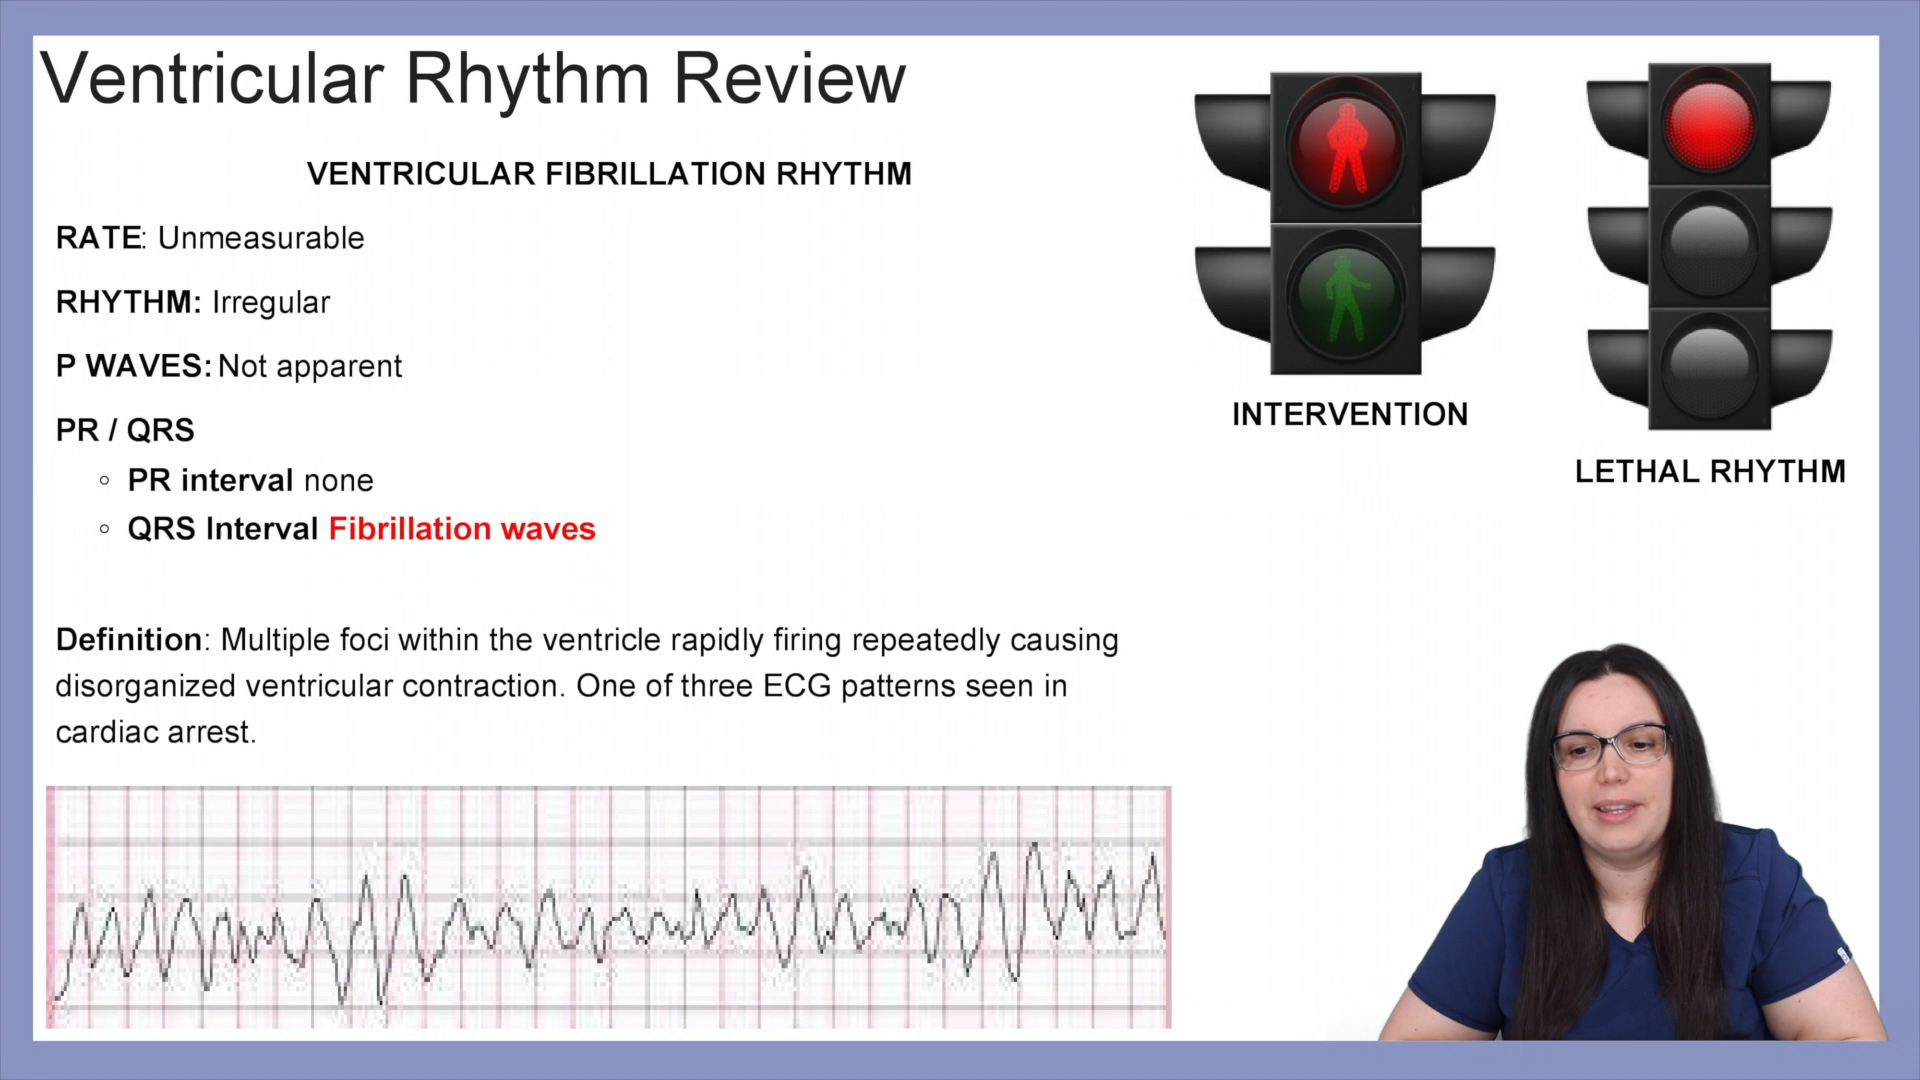 Ventricular Rhythm Review
VENTRICULAR FIBRILLATION RHYTHM
RATE: Unmeasurable
RHYTHM: Irregular
P WAVES: Not apparent
PR / QRS
PR interval none
QRS Interval Fibrillation waves
Definition: Multiple foci within the ventricle rapidly firing repeatedly causing
disorganized ventricular contraction. One of three ECG patterns seen in
cardiac arrest.
INTERVENTION
LETHAL RHYTHM